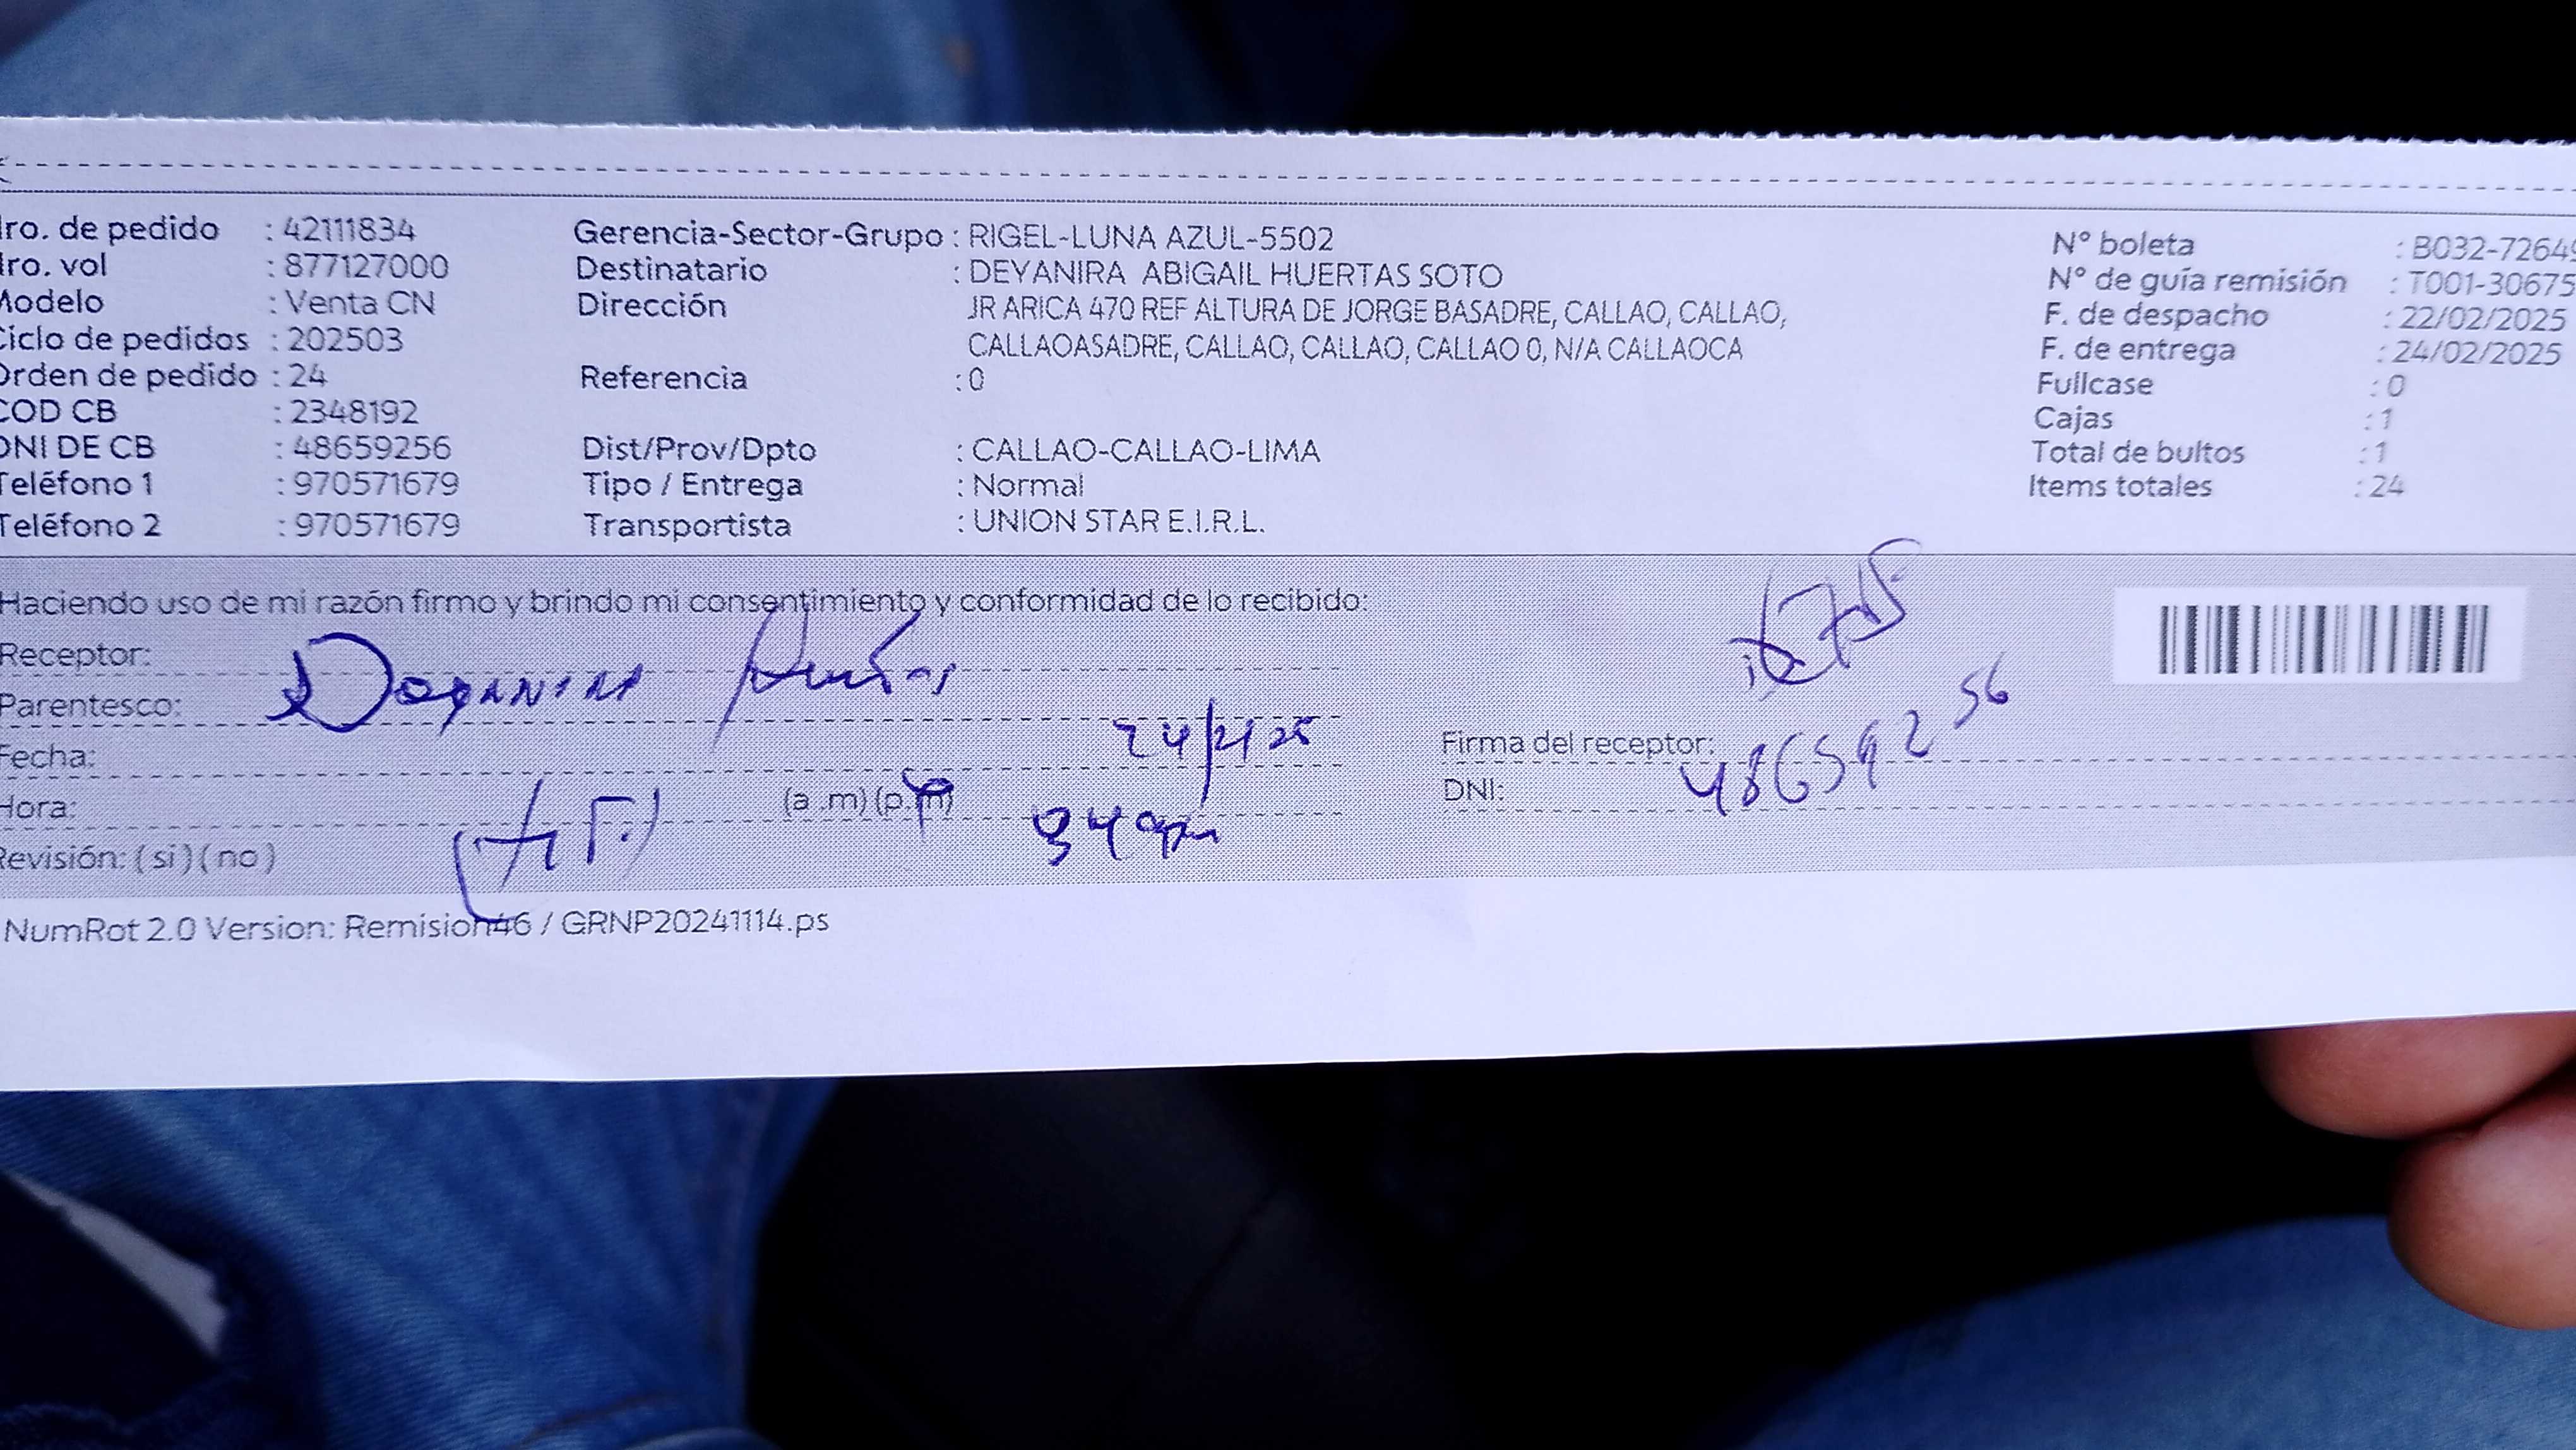 ro. de pedido : 42111834 Gerencia-Sector-Grupo : RIGEL-LUNA AZUL-5502 N° boleta : B032-72649
ro. vol : 877127000 Destinatario : DEYANIRA ABIGAIL HUERTAS SOTO N° de guía remisión : T001-30675
Modelo : Venta CN Dirección JR ARICA 470 REF ALTURA DE JORGE BASADRE, CALLAO, CALLAO, F. de despacho : 22/02/2025
Ciclo de pedidos : 202503 CALLAOASADRE, CALLAO, CALLAO, CALLAO 0, N/A CALLAOCA F. de entrega : 24/02/2025
Orden de pedido : 24 Referencia : 0 Fullcase : 0
COD CB : 2348192 Cajas : 1
DNI DE CB : 48659256 Dist/Prov/Dpto : CALLAO-CALLAO-LIMA Total de bultos : 1
Teléfono 1 : 970571679 Tipo / Entrega : Normal Items totales : 24
Teléfono 2 : 970571679 Transportista : UNION STAR E.I.R.L.
Haciendo uso de mi razón firmo y brindo mi consentimiento y conformidad de lo recibido:
Receptor:
Parentesco:
Fecha: 24/2/25 Firma del receptor:
Hora: (a .m) (p.m) DNI: 48659256
Revisión: ( si ) ( no )
NumRot 2.0 Version: Remision46 / GRNP20241114.ps